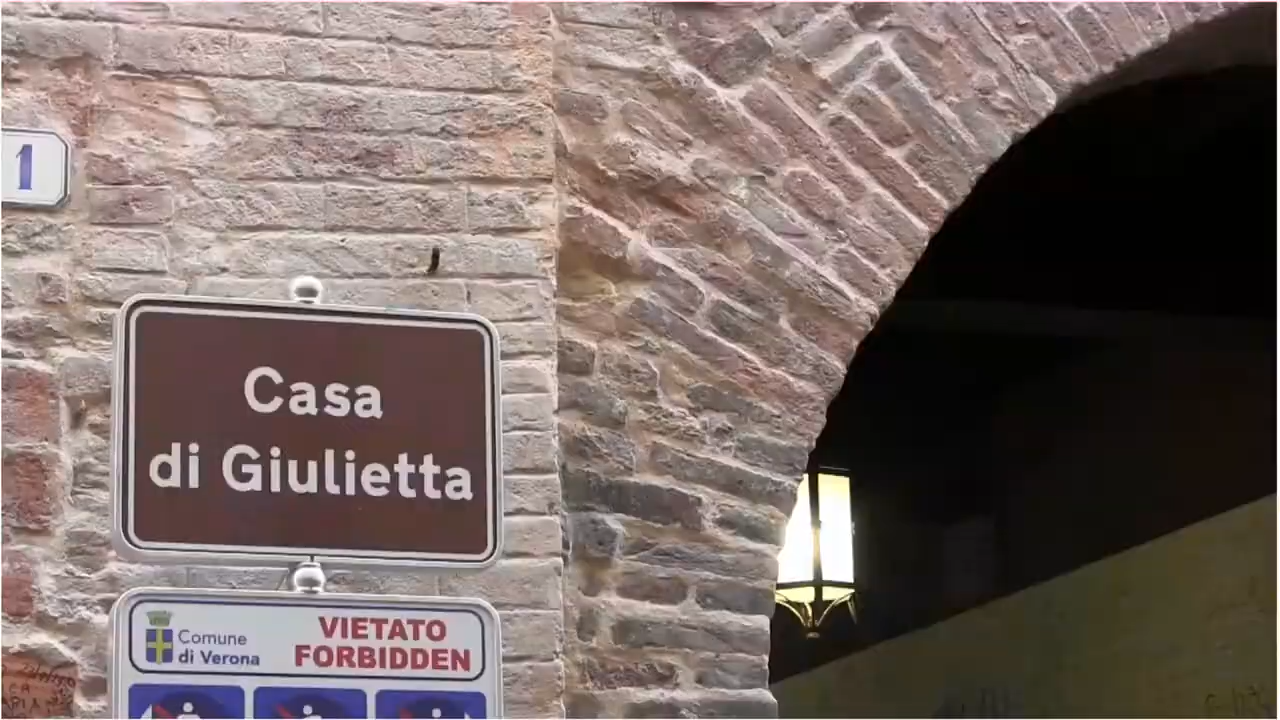 1
Casa
di Giulietta
Comune
di Verona
VIETATO
FORBIDDEN